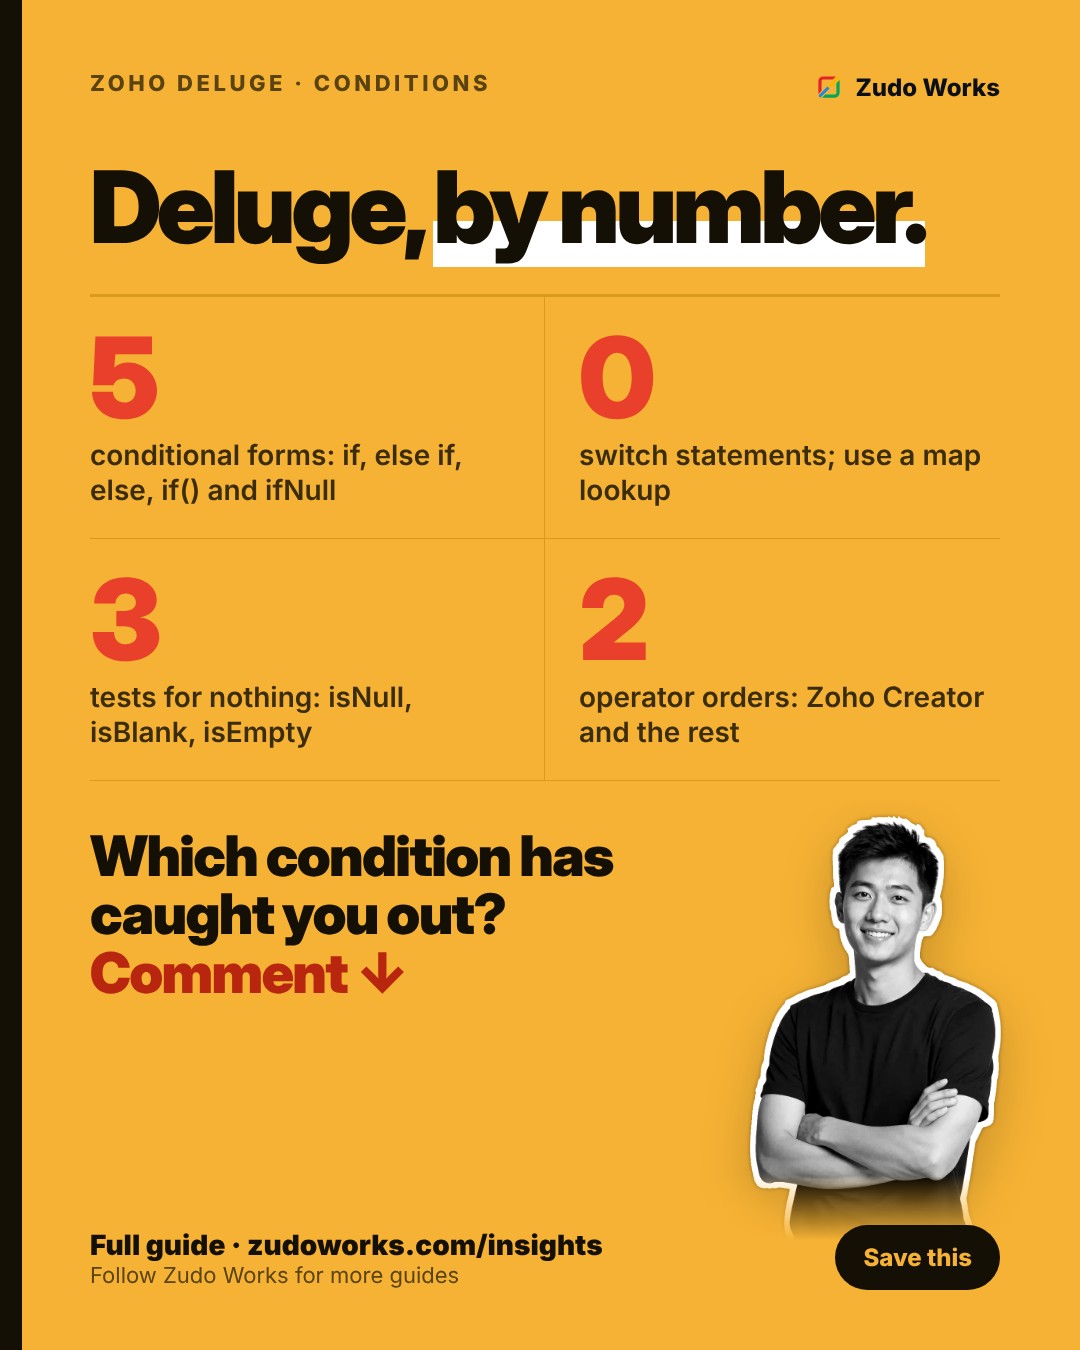 ZOHO DELUGE · CONDITIONS
Zudo Works
Deluge, by number.
5
conditional forms: if, else if,
else, if() and ifNull
0
switch statements; use a map
lookup
3
tests for nothing: isNull,
isBlank, isEmpty
2
operator orders: Zoho Creator
and the rest
Which condition has
caught you out?
Comment ↓
Full guide · zudoworks.com/insights
Follow Zudo Works for more guides
Save this